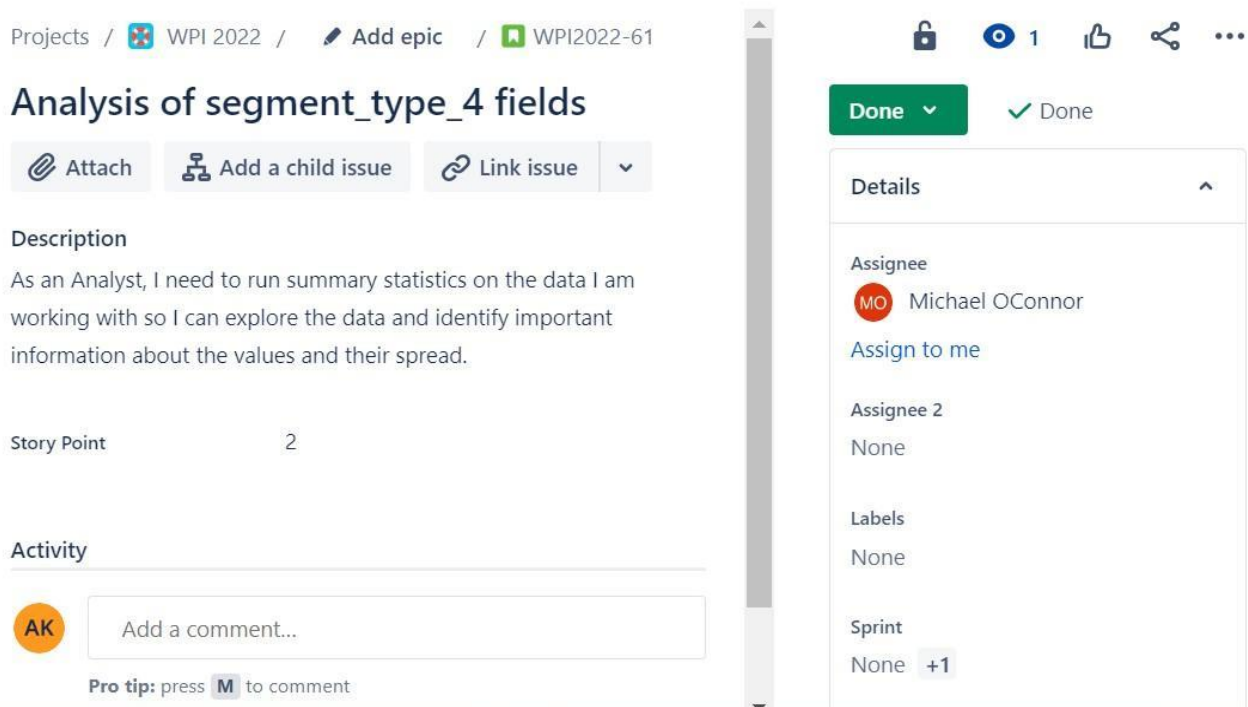 Projects / WPI 2022 / Add epic / WPI2022-61
Analysis of segment_type_4 fields
Attach Add a child issue Link issue
Description
As an Analyst, I need to run summary statistics on the data I am
working with so I can explore the data and identify important
information about the values and their spread.
Story Point 2
Activity
AK Add a comment...
Pro tip: press M to comment
1
Done Done
Details
Assignee
MO Michael OConnor
Assign to me
Assignee 2
None
Labels
None
Sprint
None +1